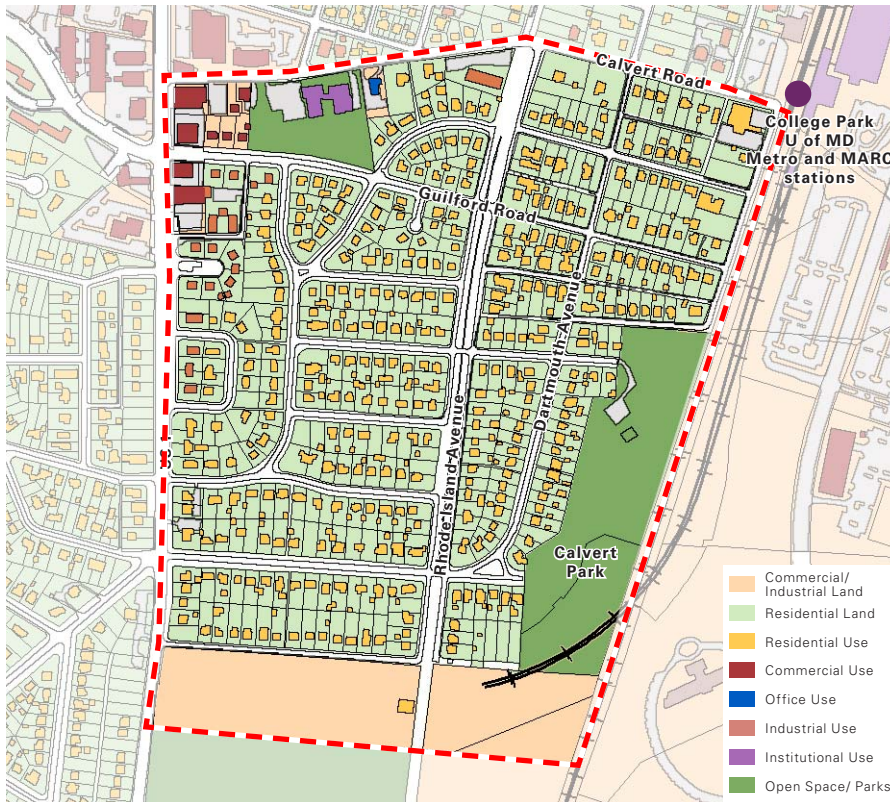 Calvert Road
College Park
U of MD
Metro and MARC
stations
Guilford Road
Dartmouth Avenue
Rhode Island Avenue
Calvert
Park
Commercial/
Industrial Land
Residential Land
Residential Use
Commercial Use
Office Use
Industrial Use
Institutional Use
Open Space/ Parks